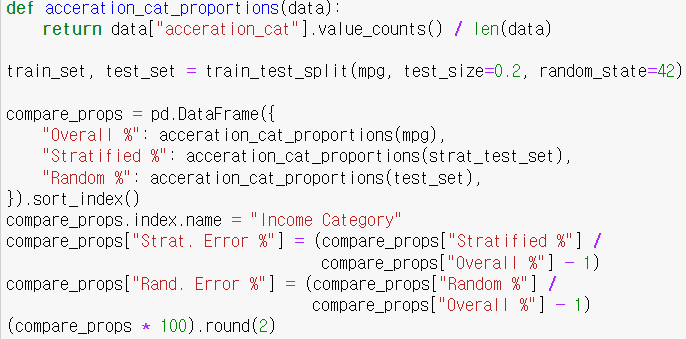 def acceration_cat_proportions(data):
    return data["acceration_cat"].value_counts() / len(data)

train_set, test_set = train_test_split(mpg, test_size=0.2, random_state=42)

compare_props = pd.DataFrame({
    "Overall %": acceration_cat_proportions(mpg),
    "Stratified %": acceration_cat_proportions(strat_test_set),
    "Random %": acceration_cat_proportions(test_set),
}).sort_index()
compare_props.index.name = "Income Category"
compare_props["Strat. Error %"] = (compare_props["Stratified %"] /
                                   compare_props["Overall %"] - 1)
compare_props["Rand. Error %"] = (compare_props["Random %"] /
                                  compare_props["Overall %"] - 1)
(compare_props * 100).round(2)